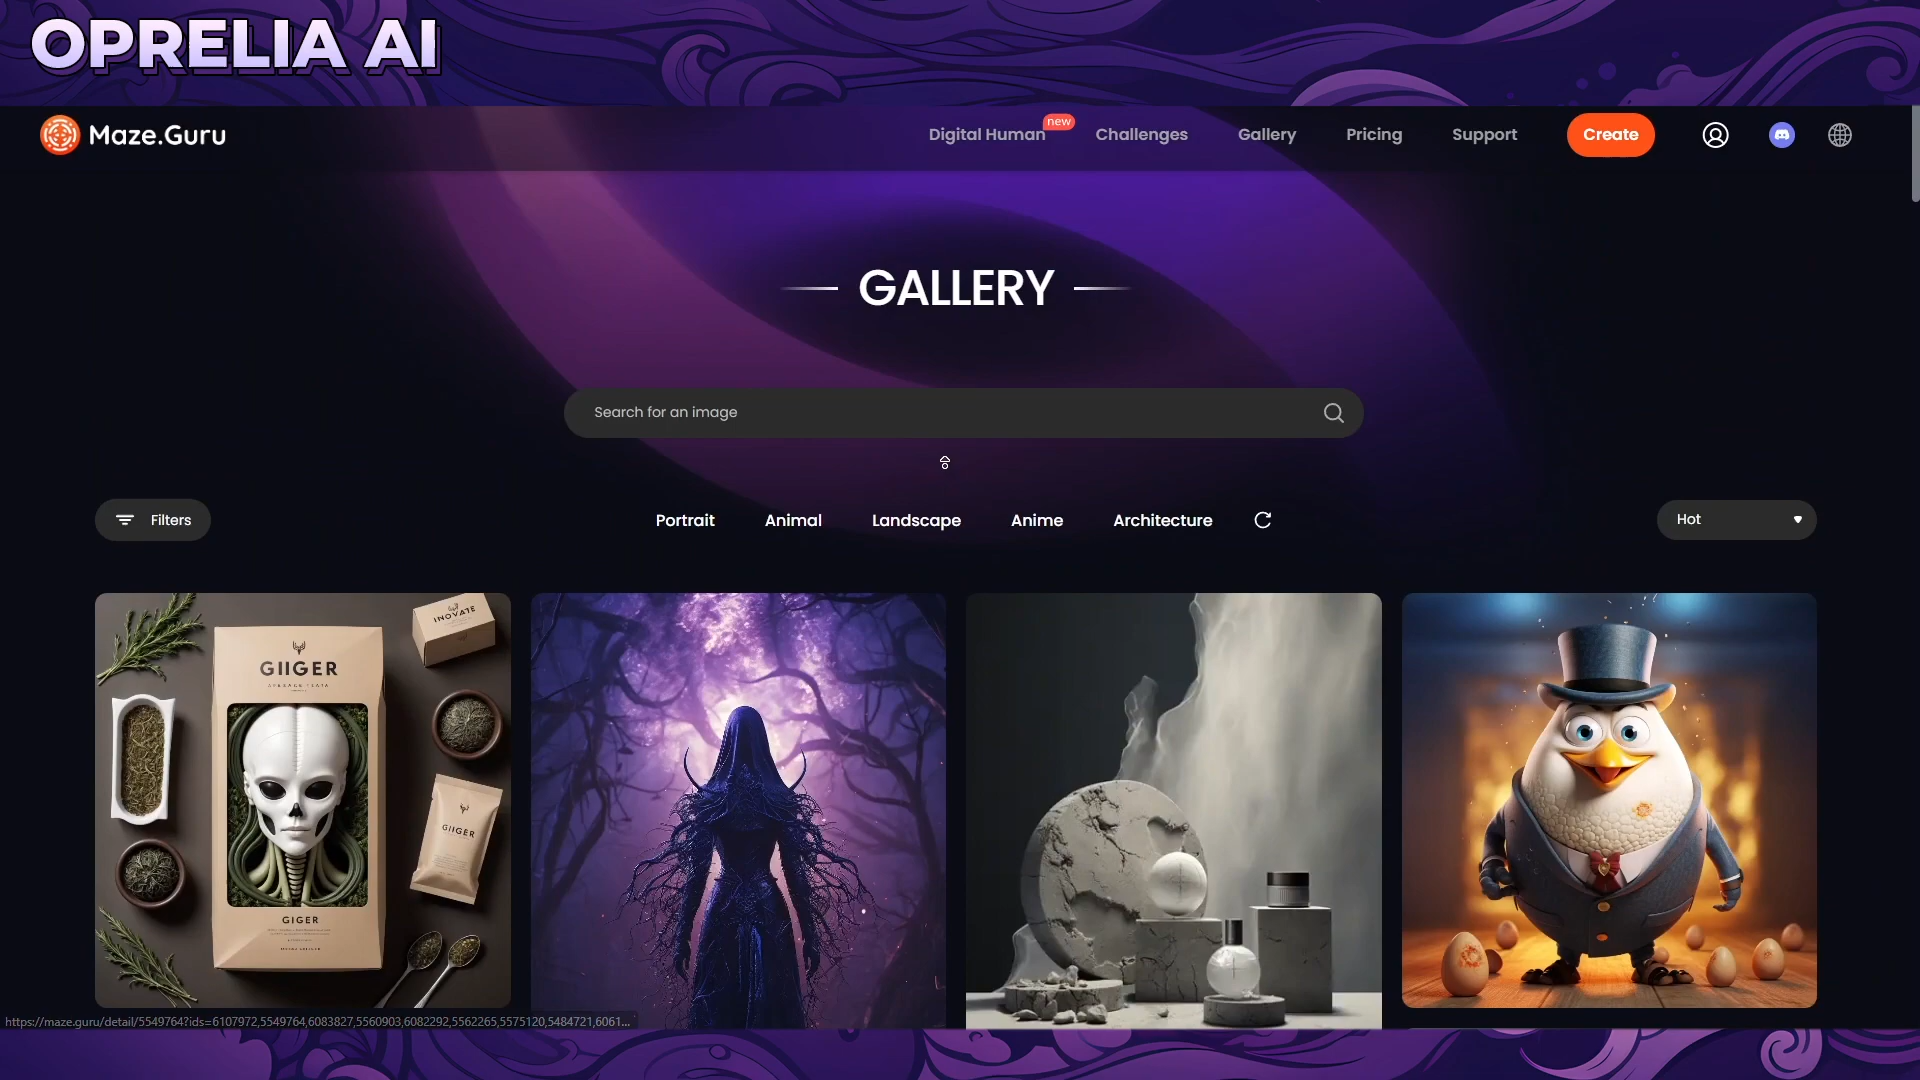 OPRELIA AI
Maze.Guru
Digital Human new Challenges Gallery Pricing Support Create
GALLERY
Search for an image
Filters Portrait Animal Landscape Anime Architecture Hot
INOVATE
GIIGER
GIIGER
GIGER
https://maze.guru/detail/5549764?ids=6107972,5549764,6083827,5560903,6082292,5562265,5575120,5484721,6061...